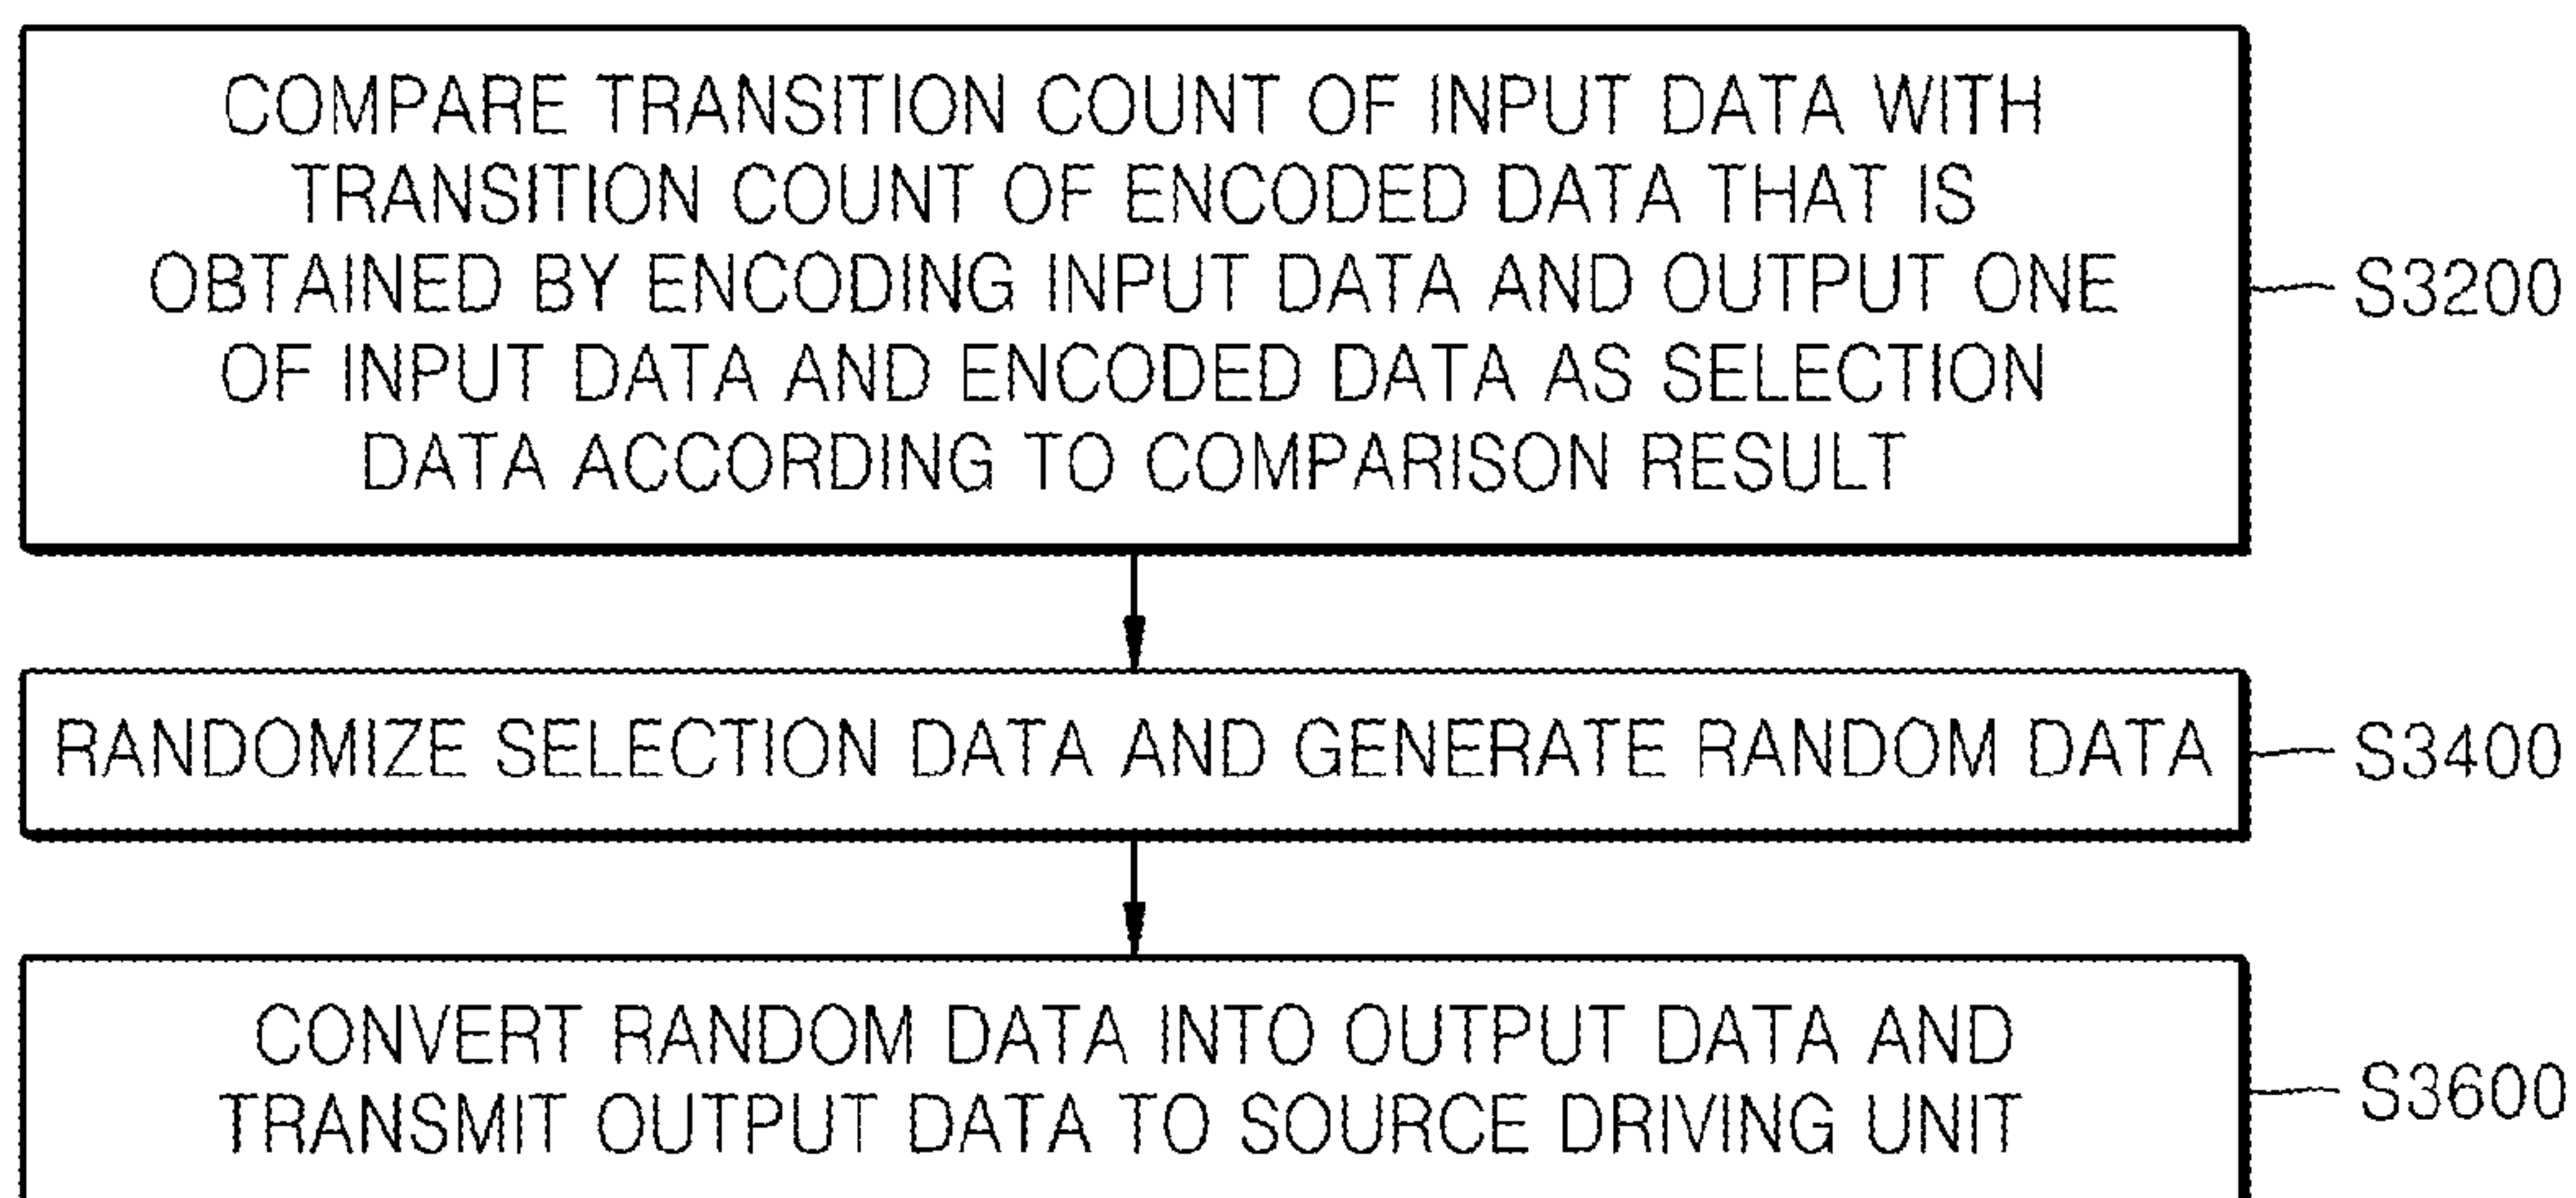 COMPARE TRANSITION COUNT OF INPUT DATA WITH
TRANSITION COUNT OF ENCODED DATA THAT IS
OBTAINED BY ENCODING INPUT DATA AND OUTPUT ONE
OF INPUT DATA AND ENCODED DATA AS SELECTION
DATA ACCORDING TO COMPARISON RESULT
S3200
RANDOMIZE SELECTION DATA AND GENERATE RANDOM DATA
S3400
CONVERT RANDOM DATA INTO OUTPUT DATA AND
TRANSMIT OUTPUT DATA TO SOURCE DRIVING UNIT
S3600